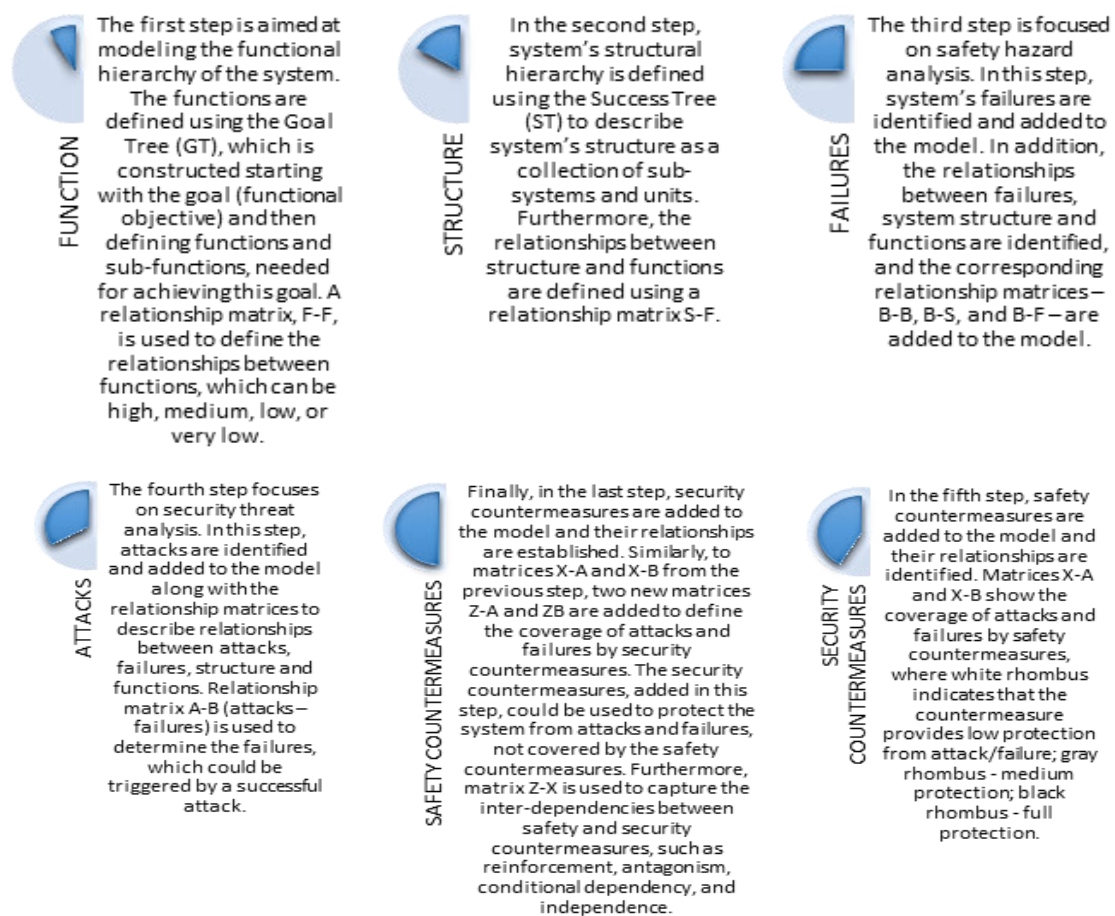 FUNCTION
The first step is aimed at
modeling the functional
hierarchy of the system.
The functions are
defined using the Goal
Tree (GT), which is
constructed starting
with the goal (functional
objective) and then
defining functions and
sub-functions, needed
for achieving this goal. A
relationship matrix, F-F,
is used to define the
relationships between
functions, which can be
high, medium, low, or
very low.
STRUCTURE
In the second step,
system's structural
hierarchy is defined
using the Success Tree
(ST) to describe
system's structure as a
collection of sub-
systems and units.
Furthermore, the
relationships between
structure and functions
are defined using a
relationship matrix S-F.
FAILURES
The third step is focused
on safety hazard
analysis. In this step,
system's failures are
identified and added to
the model. In addition,
the relationships
between failures,
system structure and
functions are identified,
and the corresponding
relationship matrices–
B-B, B-S, and B-F–are
added to the model.
ATTACKS
The fourth step focuses
on security threat
analysis. In this step,
attacks are identified
and added to the model
along with the
relationship matrices to
describe relationships
between attacks,
failures, structure and
functions. Relationship
matrix A-B (attacks–
failures) is used to
determine the failures,
which could be
triggered by a successful
attack.
SAFETY COUNTERMEASURES
Finally, in the last step, security
countermeasures are added to
the model and their relationships
are established. Similarly, to
matrices X-A and X-B from the
previous step, two new matrices
Z-A and ZB are added to define
the coverage of attacks and
failures by security
countermeasures. The security
countermeasures, added in this
step, could be used to protect the
system from attacks and failures,
not covered by the safety
countermeasures. Furthermore,
matrix Z-X is used to capture the
inter-dependencies between
safety and security
countermeasures, such as
reinforcement, antagonism,
conditional dependency, and
independence.
SECURITY
COUNTERMEASURES
In the fifth step, safety
countermeasures are
added to the model and
their relationships are
identified. Matrices X-A
and X-B show the
coverage of attacks and
failures by safety
countermeasures,
where white rhombus
indicates that the
countermeasure
provides low protection
from attack/failure; gray
rhombus - medium
protection; black
rhombus - full
protection.